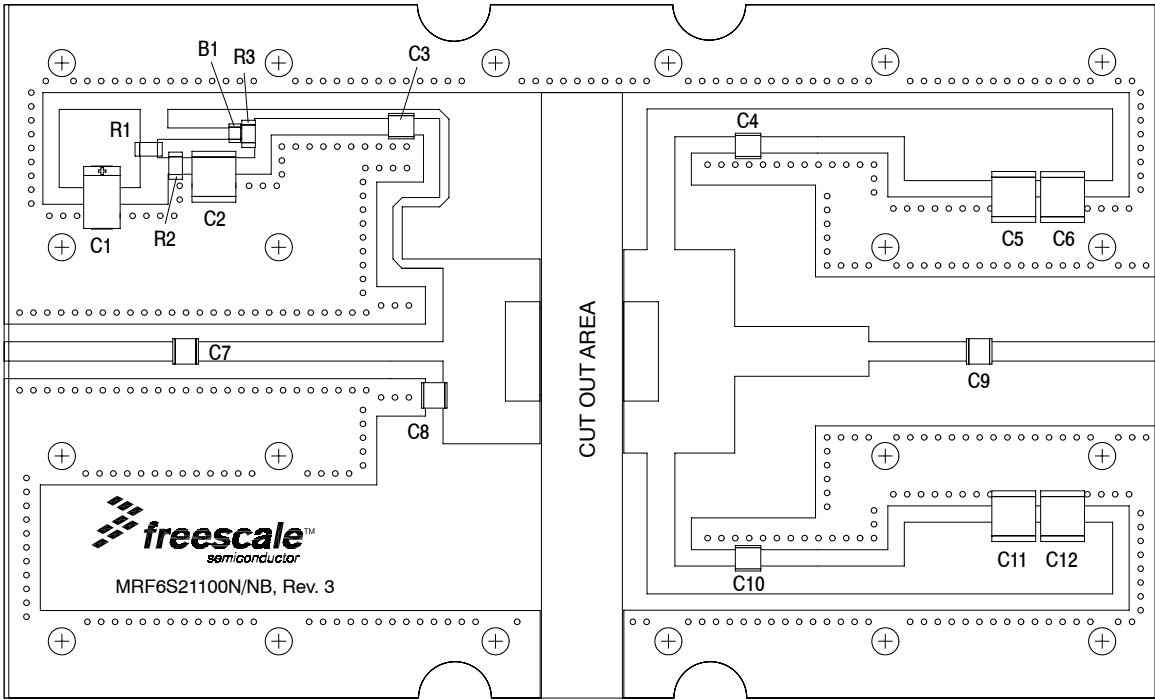 B1
R3
C3
R1
C1
R2
C2
C4
C5
C6
C7
C8
C9
CUT OUT AREA
C10
C11
C12
freescale™
semiconductor
MRF6S21100N/NB, Rev. 3